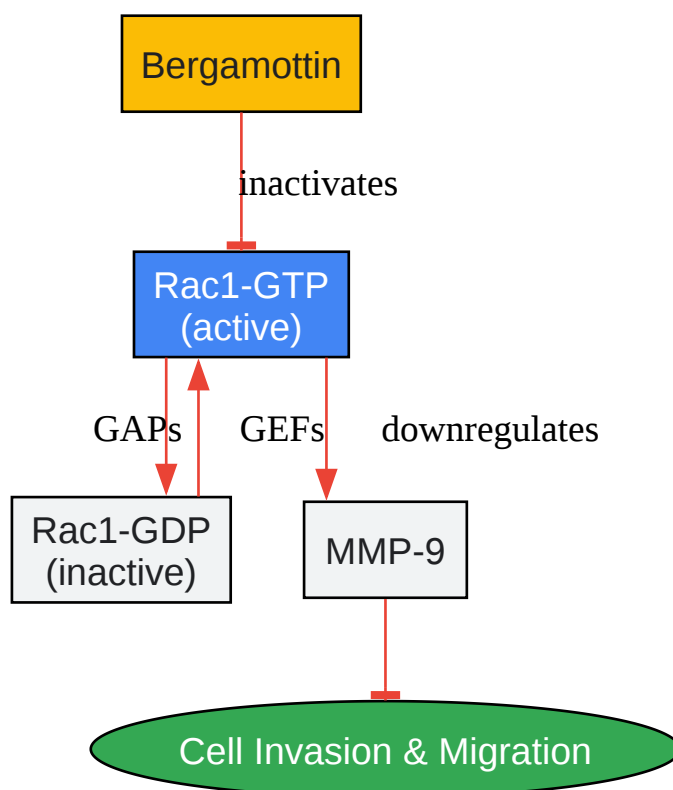 Bergamottin
inactivates
Rac1-GTP
(active)
GAPs
GEFs
downregulates
Rac1-GDP
(inactive)
MMP-9
Cell Invasion & Migration